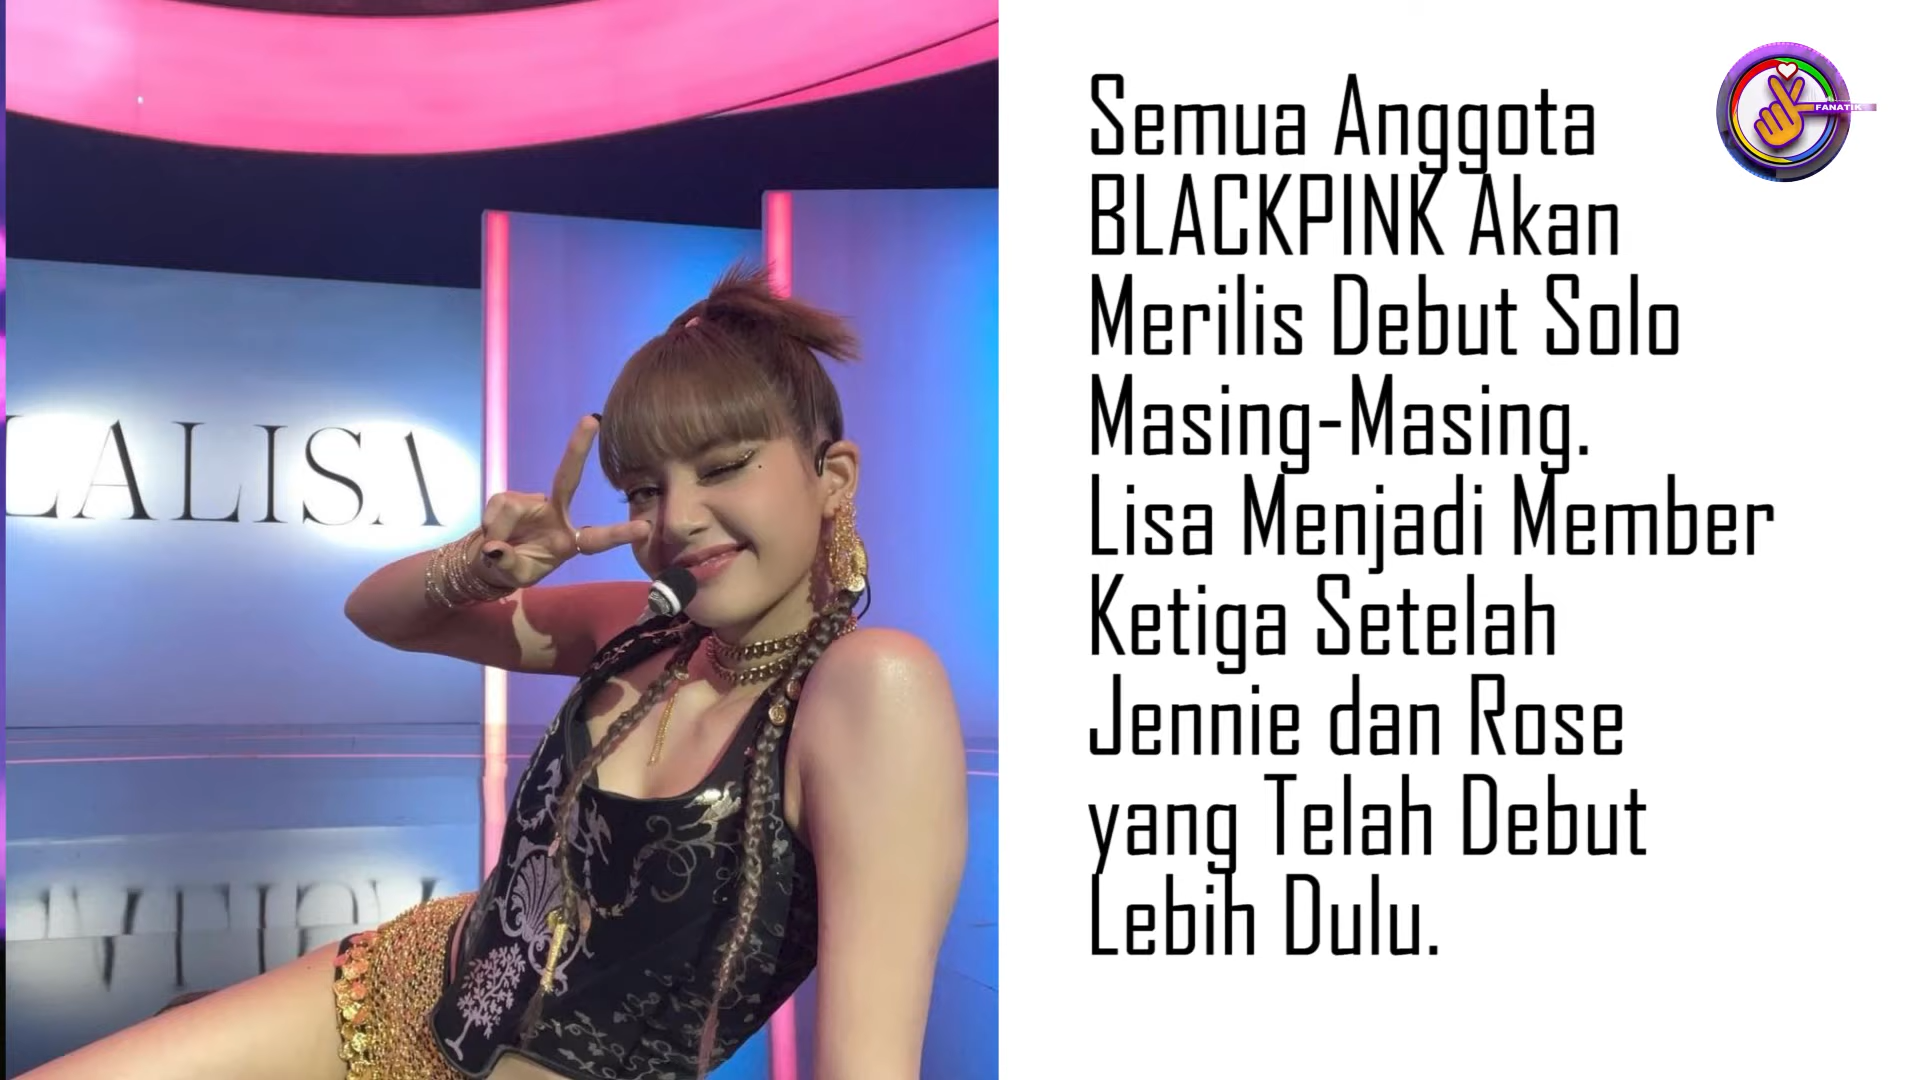 LALISA
Semua Anggota
BLACKPINK Akan
Merilis Debut Solo
Masing-Masing.
Lisa Menjadi Member
Ketiga Setelah
Jennie dan Rose
yang Telah Debut
Lebih Dulu.
FANATIK